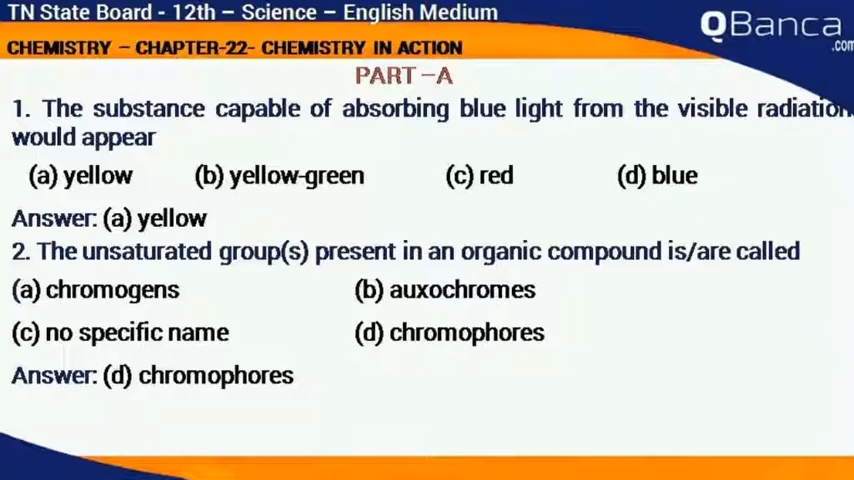 TN State Board - 12th – Science – English Medium
QBanca
.com
CHEMISTRY – CHAPTER-22- CHEMISTRY IN ACTION
PART –A
1. The substance capable of absorbing blue light from the visible radiation
would appear
(a) yellow (b) yellow-green (c) red (d) blue
Answer: (a) yellow
2. The unsaturated group(s) present in an organic compound is/are called
(a) chromogens (b) auxochromes
(c) no specific name (d) chromophores
Answer: (d) chromophores